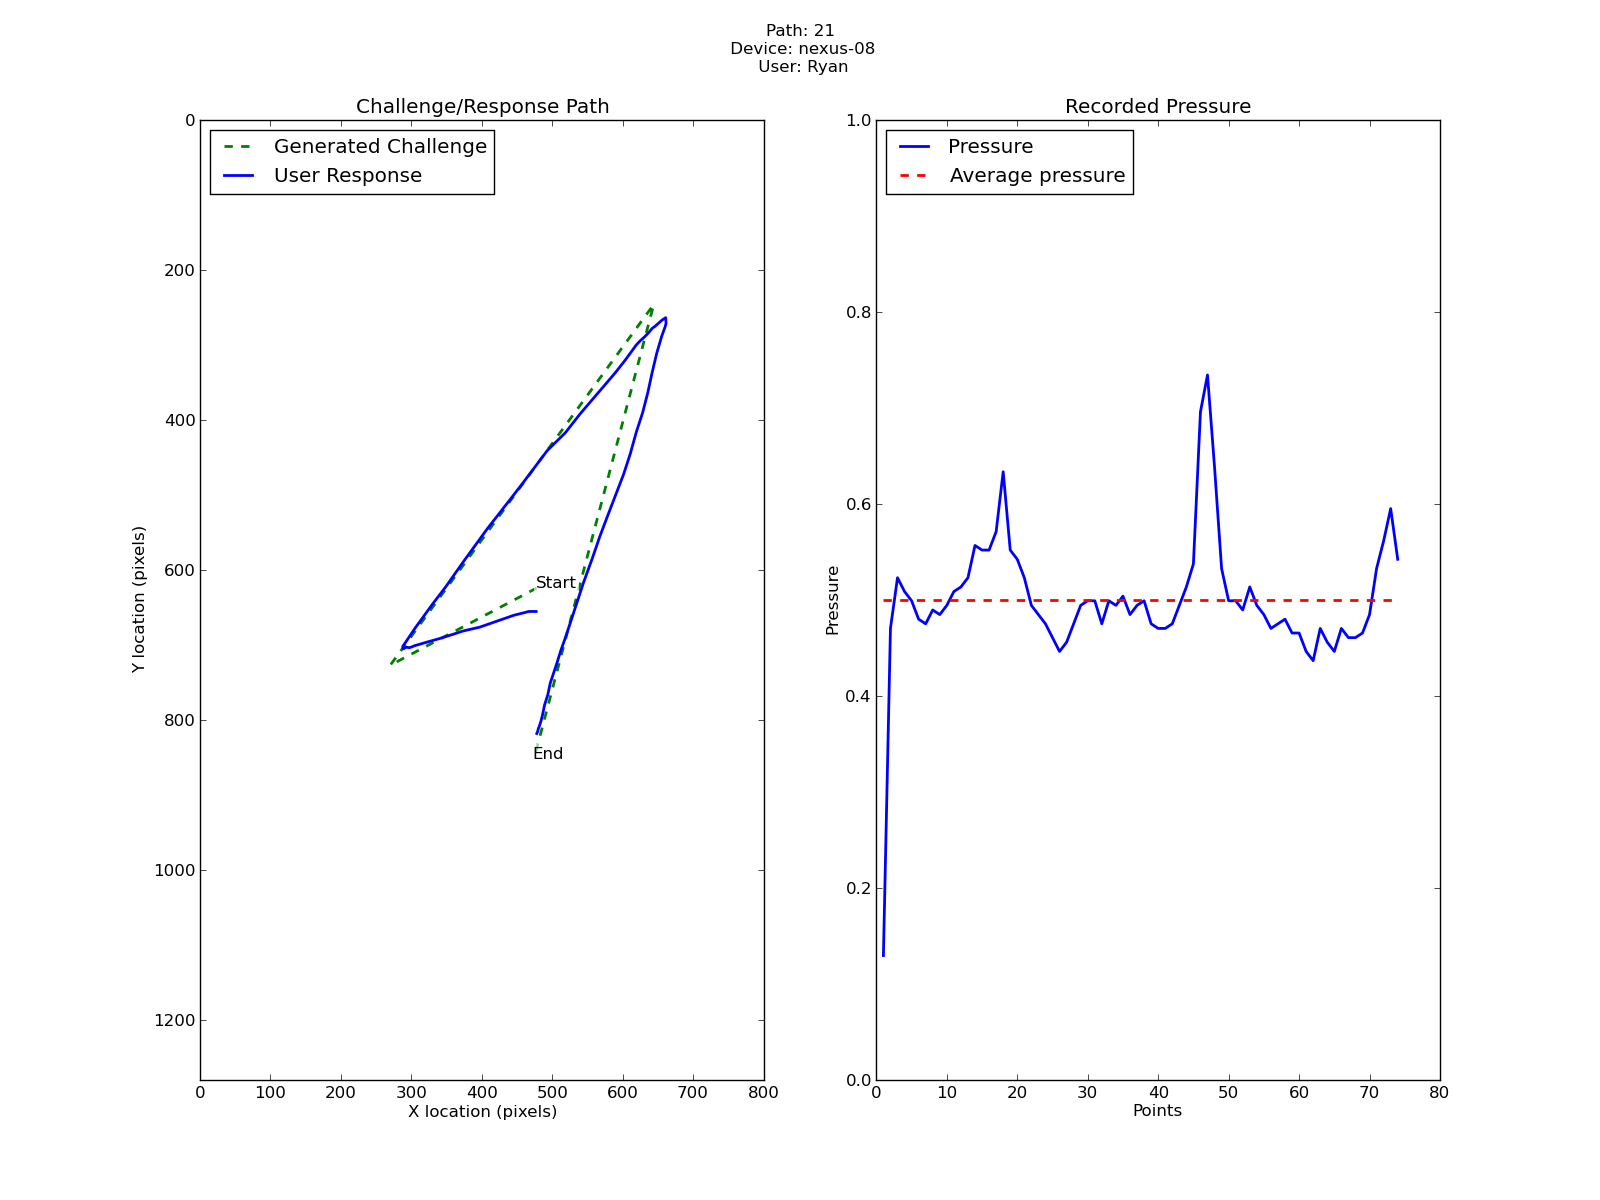 Path: 21
Device: nexus-08
User: Ryan
Challenge/Response Path
Generated Challenge
User Response
0
200
400
600
800
1000
1200
Y location (pixels)
Start
End
0 100 200 300 400 500 600 700 800
X location (pixels)
Recorded Pressure
Pressure
Average pressure
1.0
0.8
0.6
0.4
0.2
0.0
Pressure
0 10 20 30 40 50 60 70 80
Points